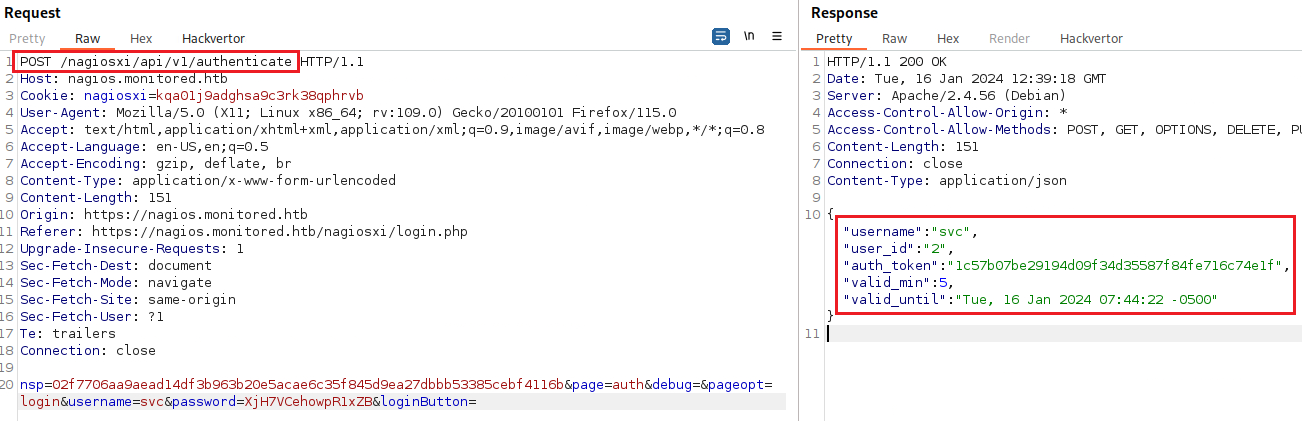 Request
Pretty Raw Hex Hackvertor
\n
1 POST /nagiosxi/api/v1/authenticate HTTP/1.1
2 Host: nagios.monitored.htb
3 Cookie: nagiosxi=kqa01j9adghsa9c3rk38qphrvb
4 User-Agent: Mozilla/5.0 (X11; Linux x86_64; rv:109.0) Gecko/20100101 Firefox/115.0
5 Accept: text/html,application/xhtml+xml,application/xml;q=0.9,image/avif,image/webp,*/*;q=0.8
6 Accept-Language: en-US,en;q=0.5
7 Accept-Encoding: gzip, deflate, br
8 Content-Type: application/x-www-form-urlencoded
9 Content-Length: 151
10 Origin: https://nagios.monitored.htb
11 Referer: https://nagios.monitored.htb/nagiosxi/login.php
12 Upgrade-Insecure-Requests: 1
13 Sec-Fetch-Dest: document
14 Sec-Fetch-Mode: navigate
15 Sec-Fetch-Site: same-origin
16 Sec-Fetch-User: ?1
17 Te: trailers
18 Connection: close
19
20 nsp=02f7706aa9aead14df3b963b20e5acae6c35f845d9ea27dbbb53385cebf4116b&page=auth&debug=&pageopt=
login&username=svc&password=XjH7VCehowpR1xZB&loginButton=
Response
Pretty Raw Hex Render Hackvertor
1 HTTP/1.1 200 OK
2 Date: Tue, 16 Jan 2024 12:39:18 GMT
3 Server: Apache/2.4.56 (Debian)
4 Access-Control-Allow-Origin: *
5 Access-Control-Allow-Methods: POST, GET, OPTIONS, DELETE, PU
6 Content-Length: 151
7 Connection: close
8 Content-Type: application/json
9
10 {
"username":"svc",
"user_id":"2",
"auth_token":"1c57b07be29194d09f34d35587f84fe716c74e1f",
"valid_min":5,
"valid_until":"Tue, 16 Jan 2024 07:44:22 -0500"
}
11